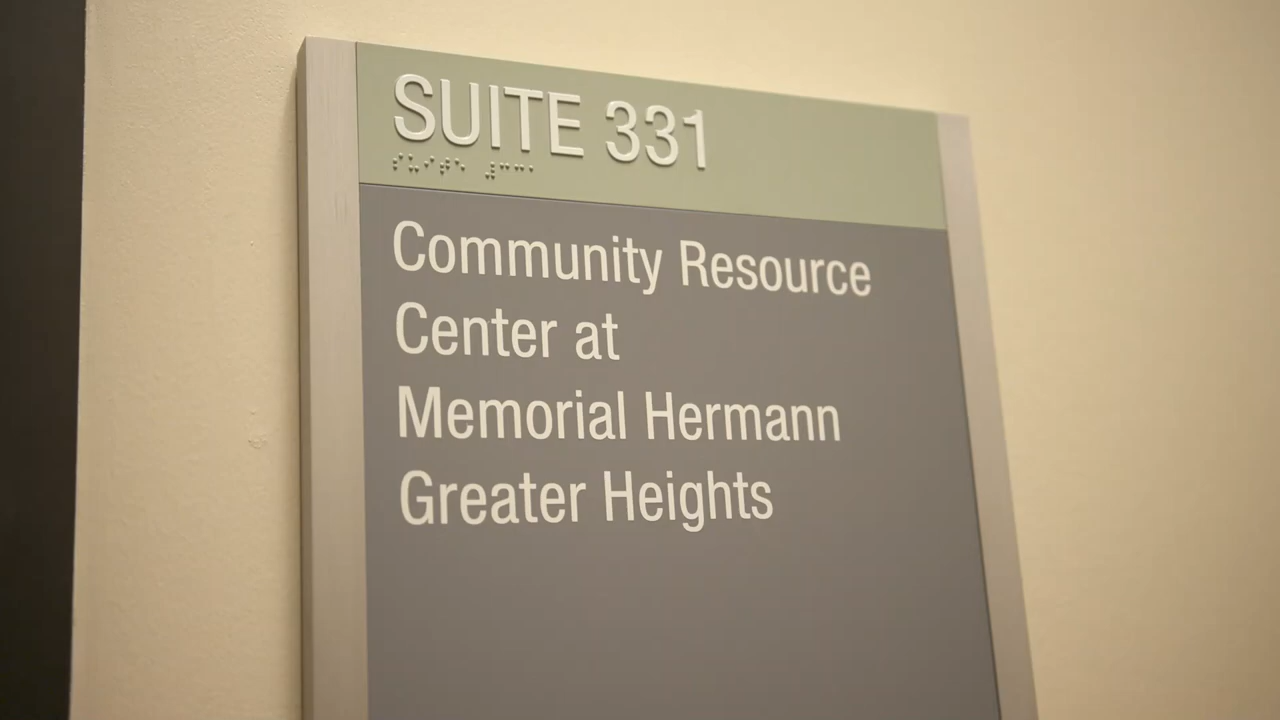 SUITE 331
⠎⠥⠊⠞⠑ ⠼⠉⠉⠁
Community Resource
Center at
Memorial Hermann
Greater Heights